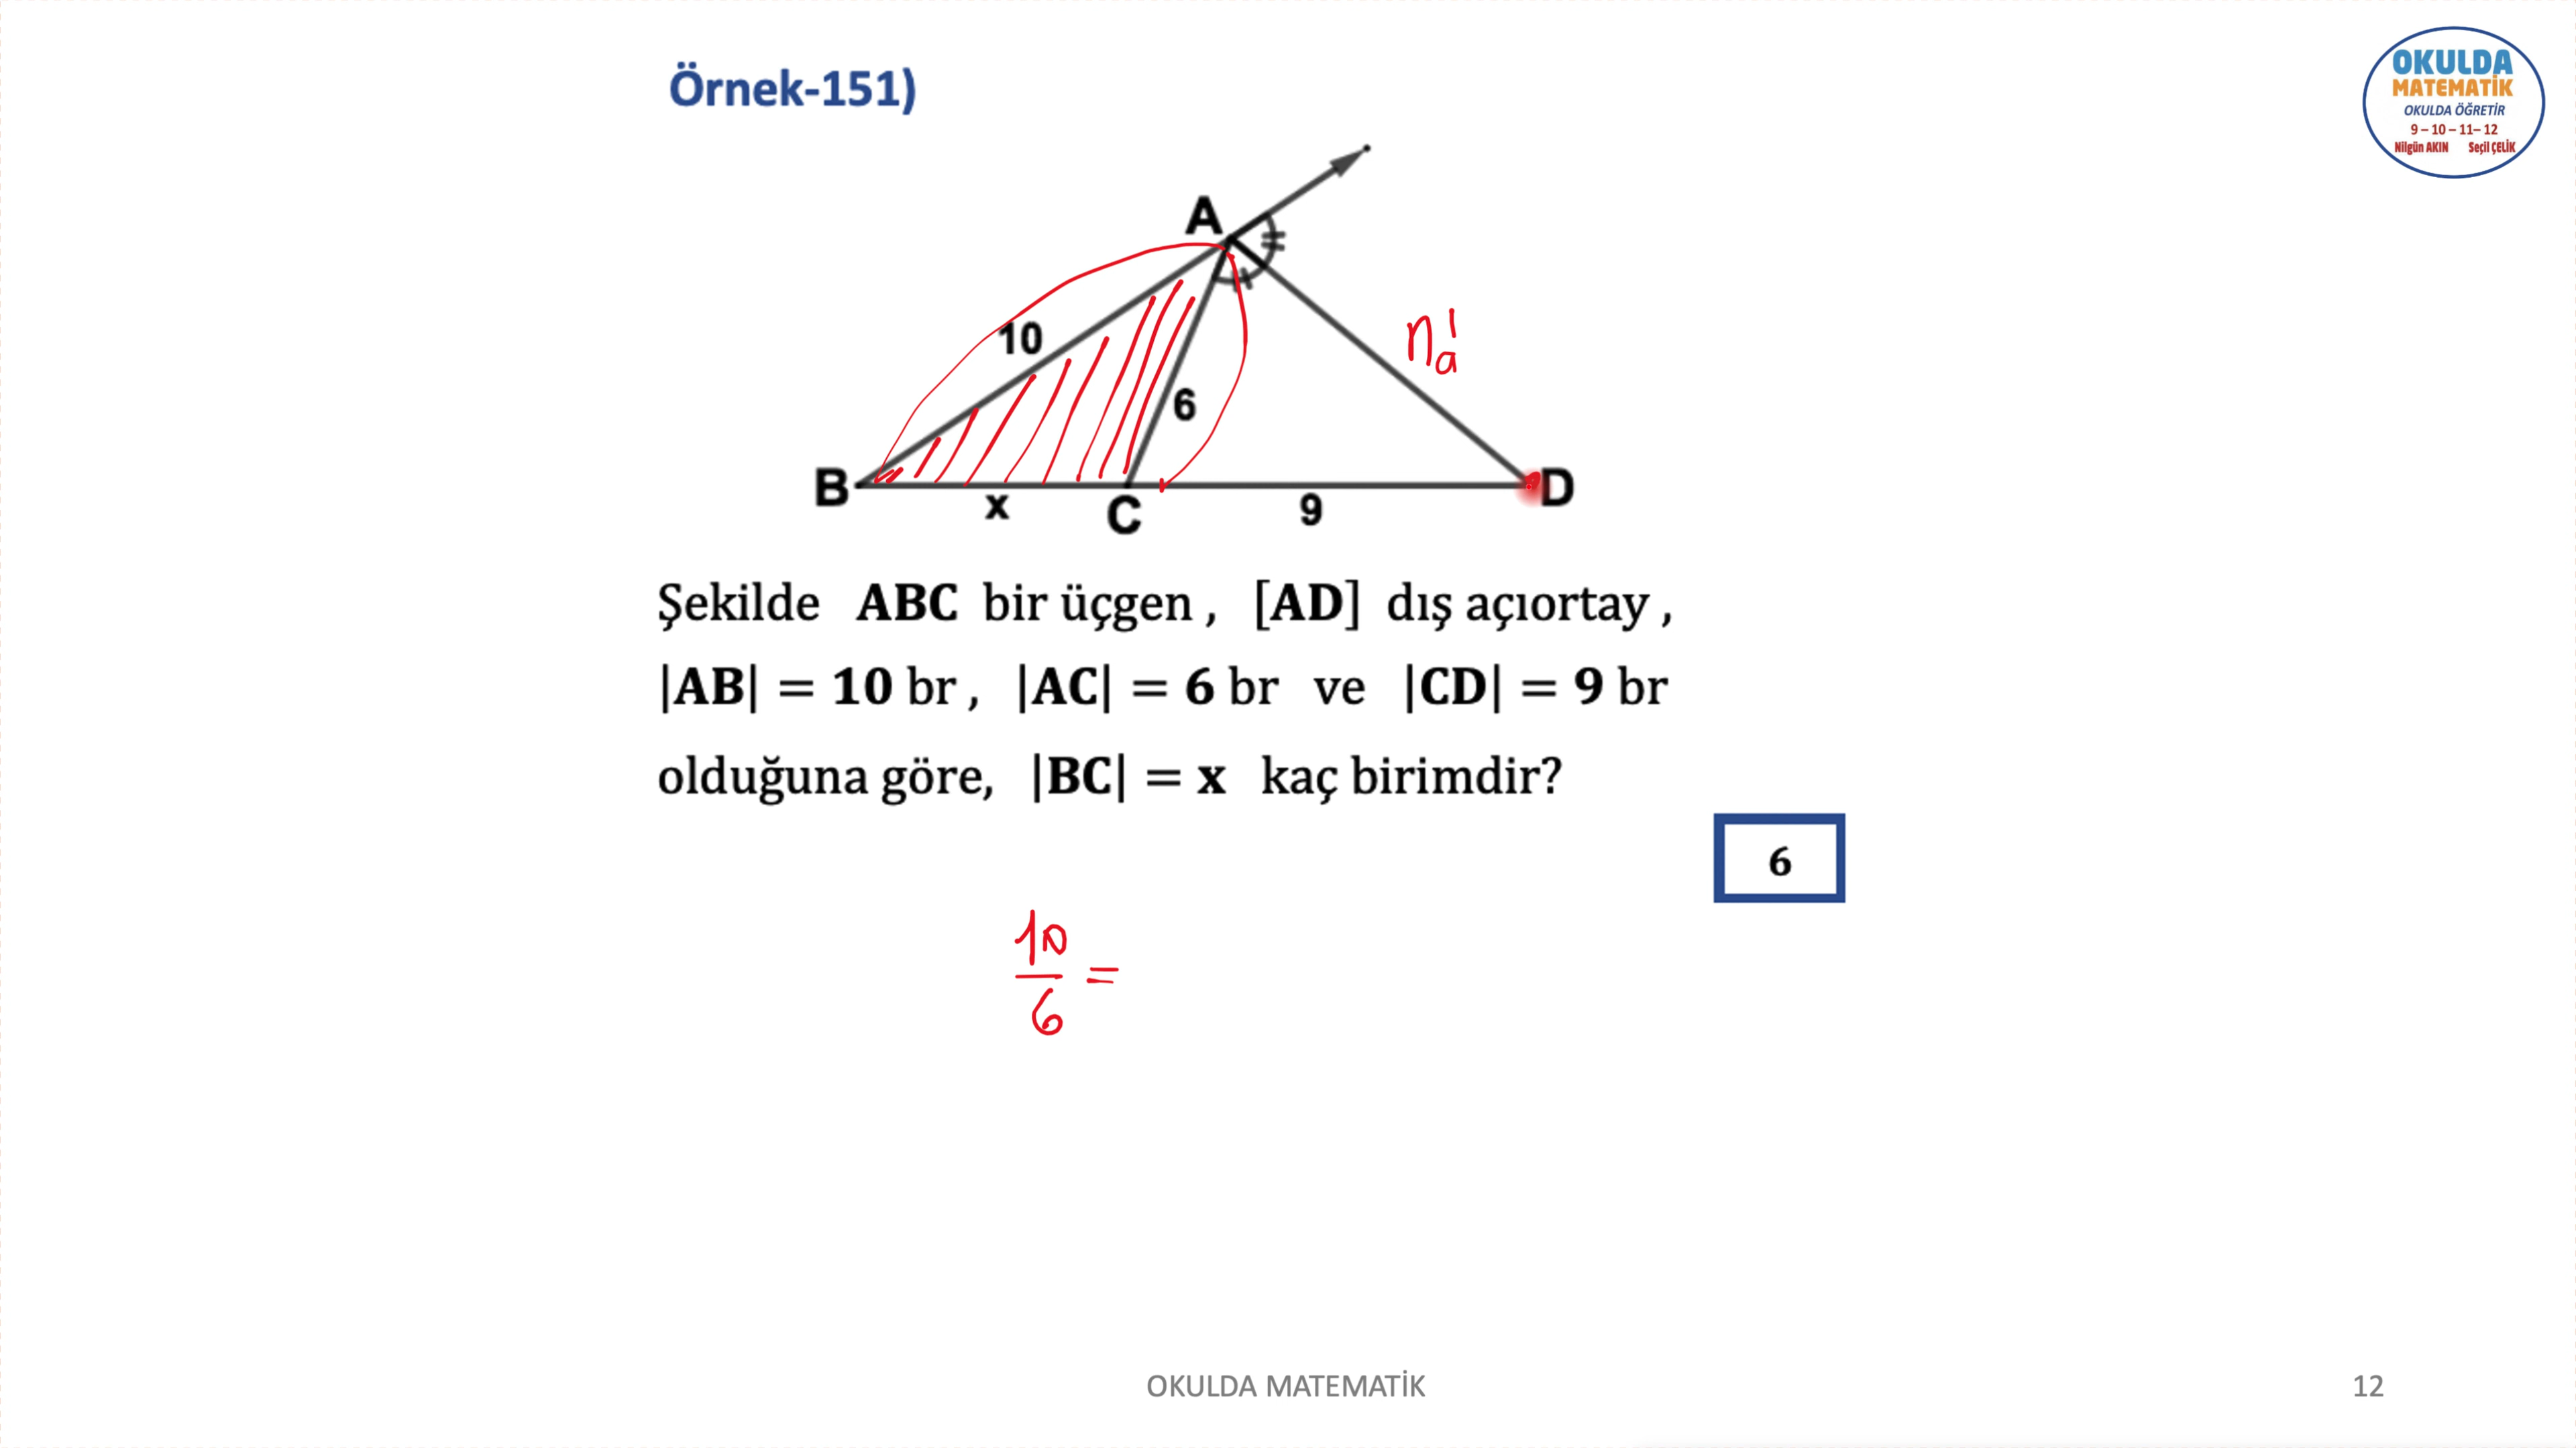 Örnek-151)
OKULDA
MATEMATİK
OKULDA ÖĞRETİR
9 – 10 – 11– 12
Nilgün AKIN Seçil ÇELİK
A
10
6
n'a
B
x
C
9
D
Şekilde ABC bir üçgen , [AD] dış açıortay ,
|AB| = 10 br , |AC| = 6 br ve |CD| = 9 br
olduğuna göre, |BC| = x kaç birimdir?
6
10
6
=
OKULDA MATEMATİK
12